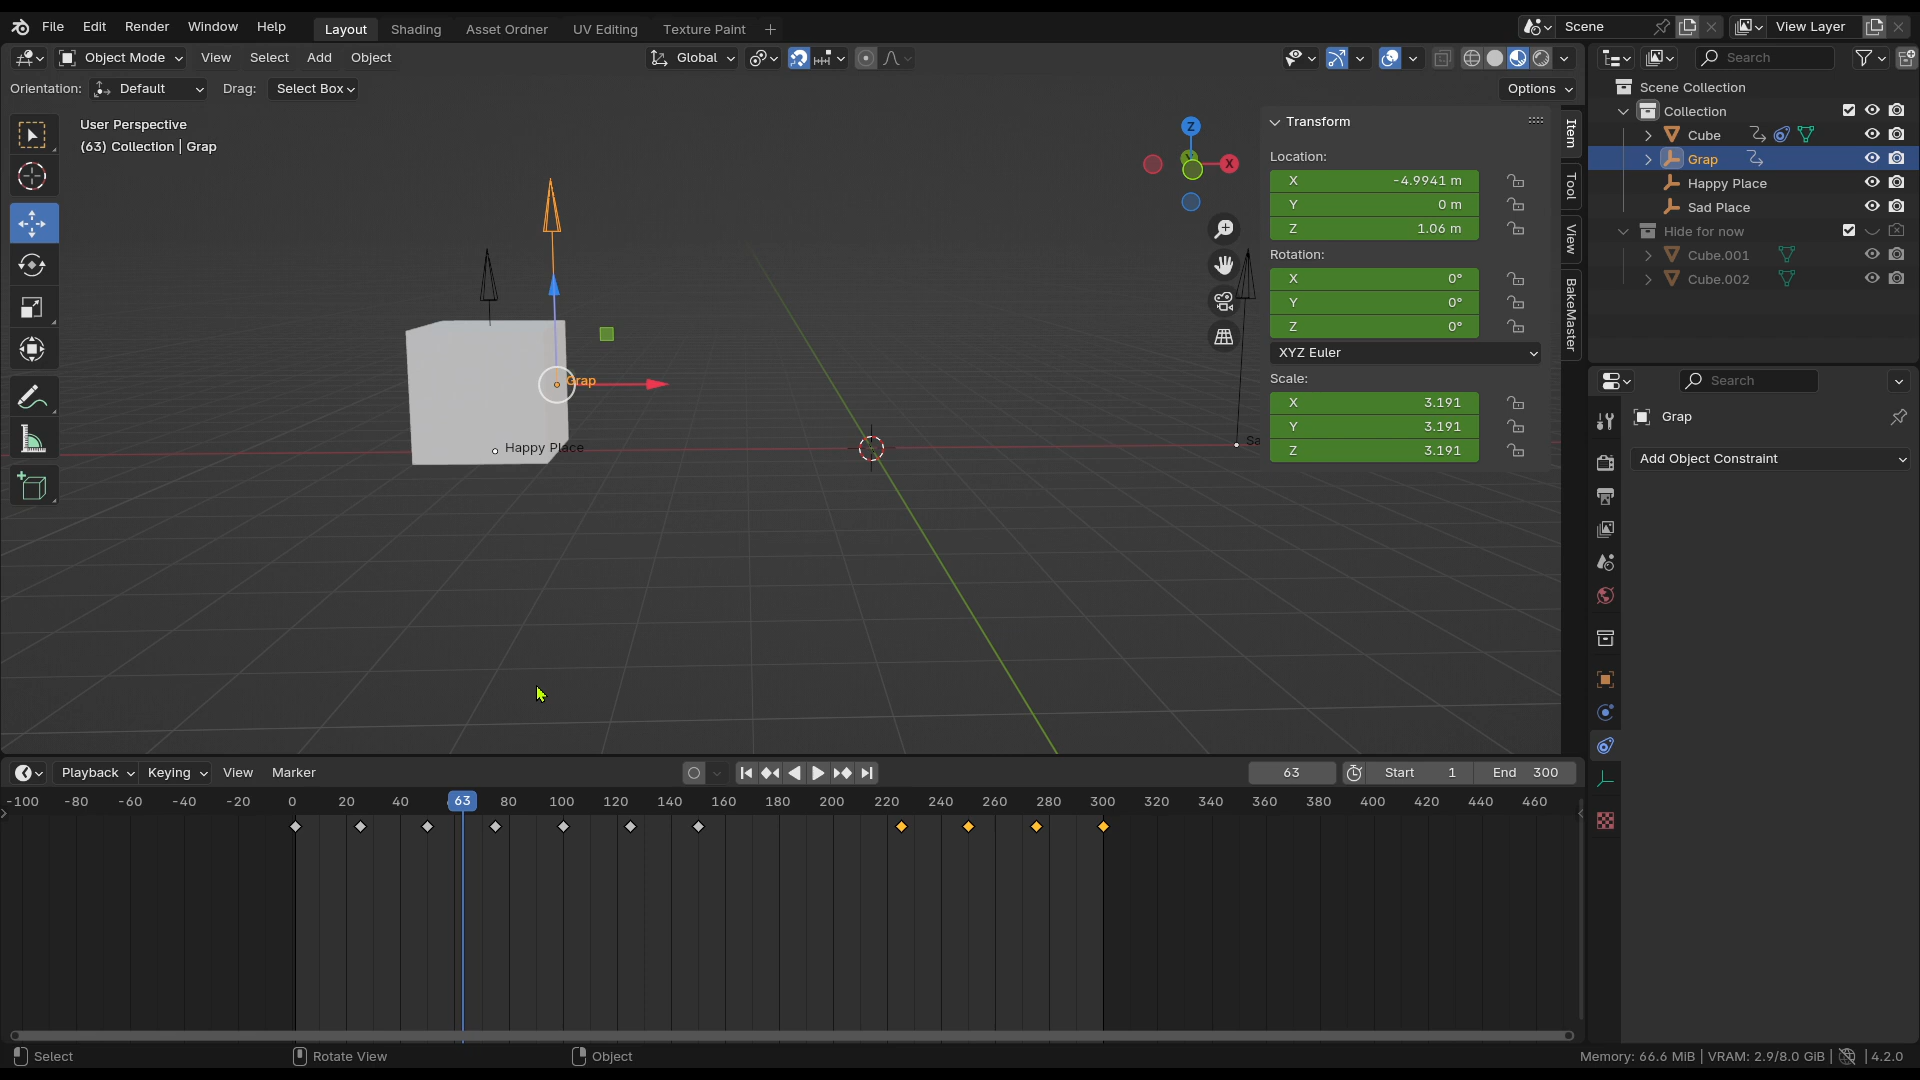 File Edit Render Window Help Layout Shading Asset Ordner UV Editing Texture Paint + Scene View Layer
Object Mode View Select Add Object Global Search
Orientation: Default Drag: Select Box Options
User Perspective
(63) Collection | Grap
Z
X
Grap
Happy Place
Sa
Transform
Location:
X -4.9941 m
Y 0 m
Z 1.06 m
Rotation:
X 0°
Y 0°
Z 0°
XYZ Euler
Scale:
X 3.191
Y 3.191
Z 3.191
Item
Tool
View
BakeMaster
Scene Collection
Collection
Cube
Grap
Happy Place
Sad Place
Hide for now
Cube.001
Cube.002
Search
Grap
Add Object Constraint
Playback Keying View Marker 63 Start 1 End 300
-100 -80 -60 -40 -20 0 20 40 63 80 100 120 140 160 180 200 220 240 260 280 300 320 340 360 380 400 420 440 460
Select Rotate View Object Memory: 66.6 MiB | VRAM: 2.9/8.0 GiB | 4.2.0